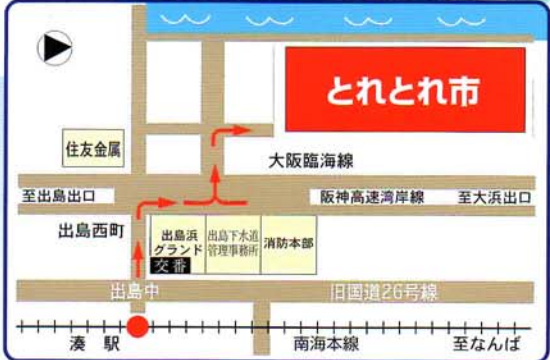 とれとれ市
住友金属
大阪臨海線
至出島出口
阪神高速湾岸線
至大浜出口
出島西町
出島浜
グランド
交番
出島下水道
管理事務所
消防本部
出島中
旧国道26号線
湊駅
南海本線
至なんば